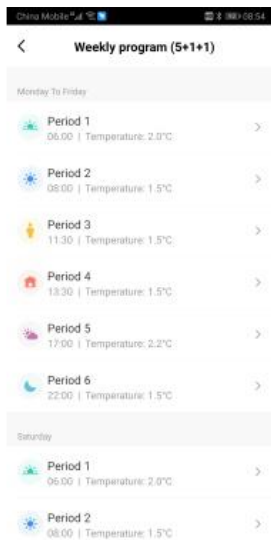 China Mobile 08:54
Weekly program (5+1+1)
Monday To Friday
Period 1
06:00 | Temperature: 2.0°C
Period 2
08:00 | Temperature: 1.5°C
Period 3
11:30 | Temperature: 1.5°C
Period 4
13:30 | Temperature: 1.5°C
Period 5
17:00 | Temperature: 2.2°C
Period 6
22:00 | Temperature: 1.5°C
Saturday
Period 1
06:00 | Temperature: 2.0°C
Period 2
08:00 | Temperature: 1.5°C